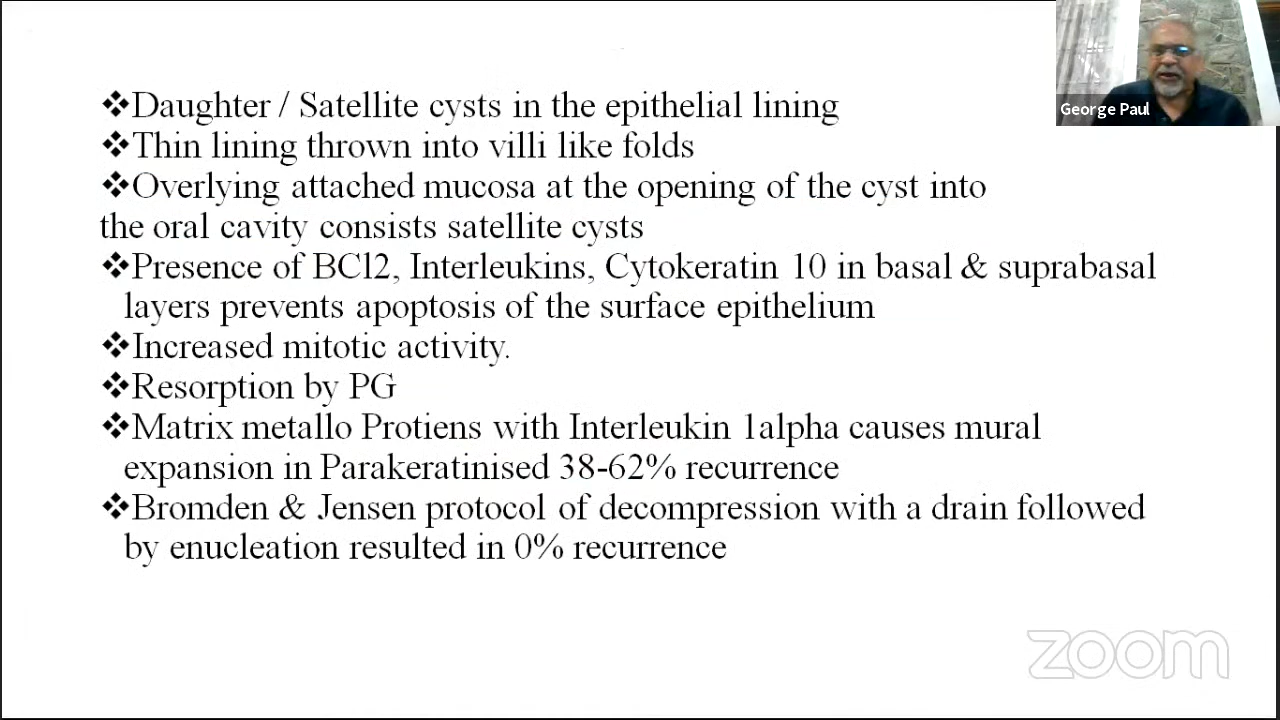 ❖Daughter / Satellite cysts in the epithelial lining
❖Thin lining thrown into villi like folds
❖Overlying attached mucosa at the opening of the cyst into
the oral cavity consists satellite cysts
❖Presence of BCl2, Interleukins, Cytokeratin 10 in basal & suprabasal
layers prevents apoptosis of the surface epithelium
❖Increased mitotic activity.
❖Resorption by PG
❖Matrix metallo Protiens with Interleukin 1alpha causes mural
expansion in Parakeratinised 38-62% recurrence
❖Bromden & Jensen protocol of decompression with a drain followed
by enucleation resulted in 0% recurrence
George Paul
zoom